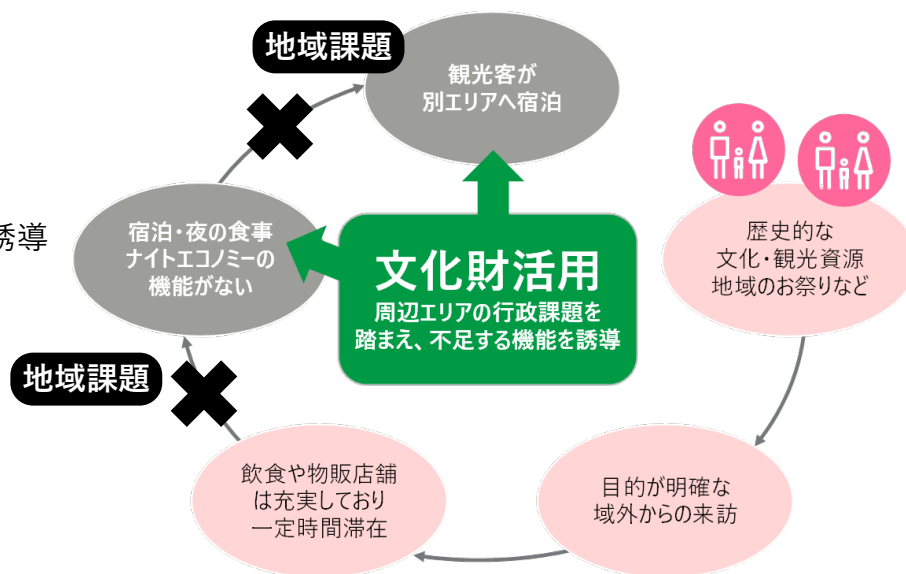 地域課題
観光客が
別エリアへ宿泊
誘導
宿泊・夜の食事
ナイトエコノミーの
機能がない
文化財活用
周辺エリアの行政課題を
踏まえ、不足する機能を誘導
歴史的な
文化・観光資源
地域のお祭りなど
地域課題
飲食や物販店舗
は充実しており
一定時間滞在
目的が明確な
域外からの来訪